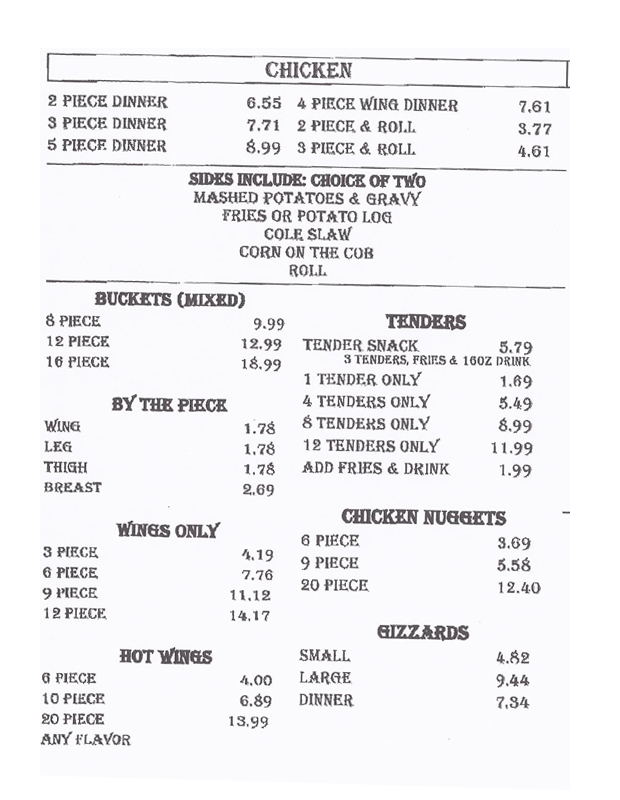 CHICKEN
2 PIECE DINNER 6.55 4 PIECE WING DINNER 7.61
3 PIECE DINNER 7.71 2 PIECE & ROLL 3.77
5 PIECE DINNER 8.99 3 PIECE & ROLL 4.61
SIDES INCLUDE: CHOICE OF TWO
MASHED POTATOES & GRAVY
FRIES OR POTATO LOG
COLE SLAW
CORN ON THE COB
ROLL
BUCKETS (MIXED)
8 PIECE 9.99
12 PIECE 12.99
16 PIECE 18.99
BY THE PIECE
WING 1.78
LEG 1.78
THIGH 1.78
BREAST 2.69
WINGS ONLY
3 PIECE 4.19
6 PIECE 7.76
9 PIECE 11.12
12 PIECE 14.17
HOT WINGS
6 PIECE 4.00
10 PIECE 6.89
20 PIECE 13.99
ANY FLAVOR
TENDERS
TENDER SNACK 5.79
3 TENDERS, FRIES & 16OZ DRINK
1 TENDER ONLY 1.69
4 TENDERS ONLY 5.49
8 TENDERS ONLY 8.99
12 TENDERS ONLY 11.99
ADD FRIES & DRINK 1.99
CHICKEN NUGGETS
6 PIECE 3.69
9 PIECE 5.58
20 PIECE 12.40
GIZZARDS
SMALL 4.82
LARGE 9.44
DINNER 7.34